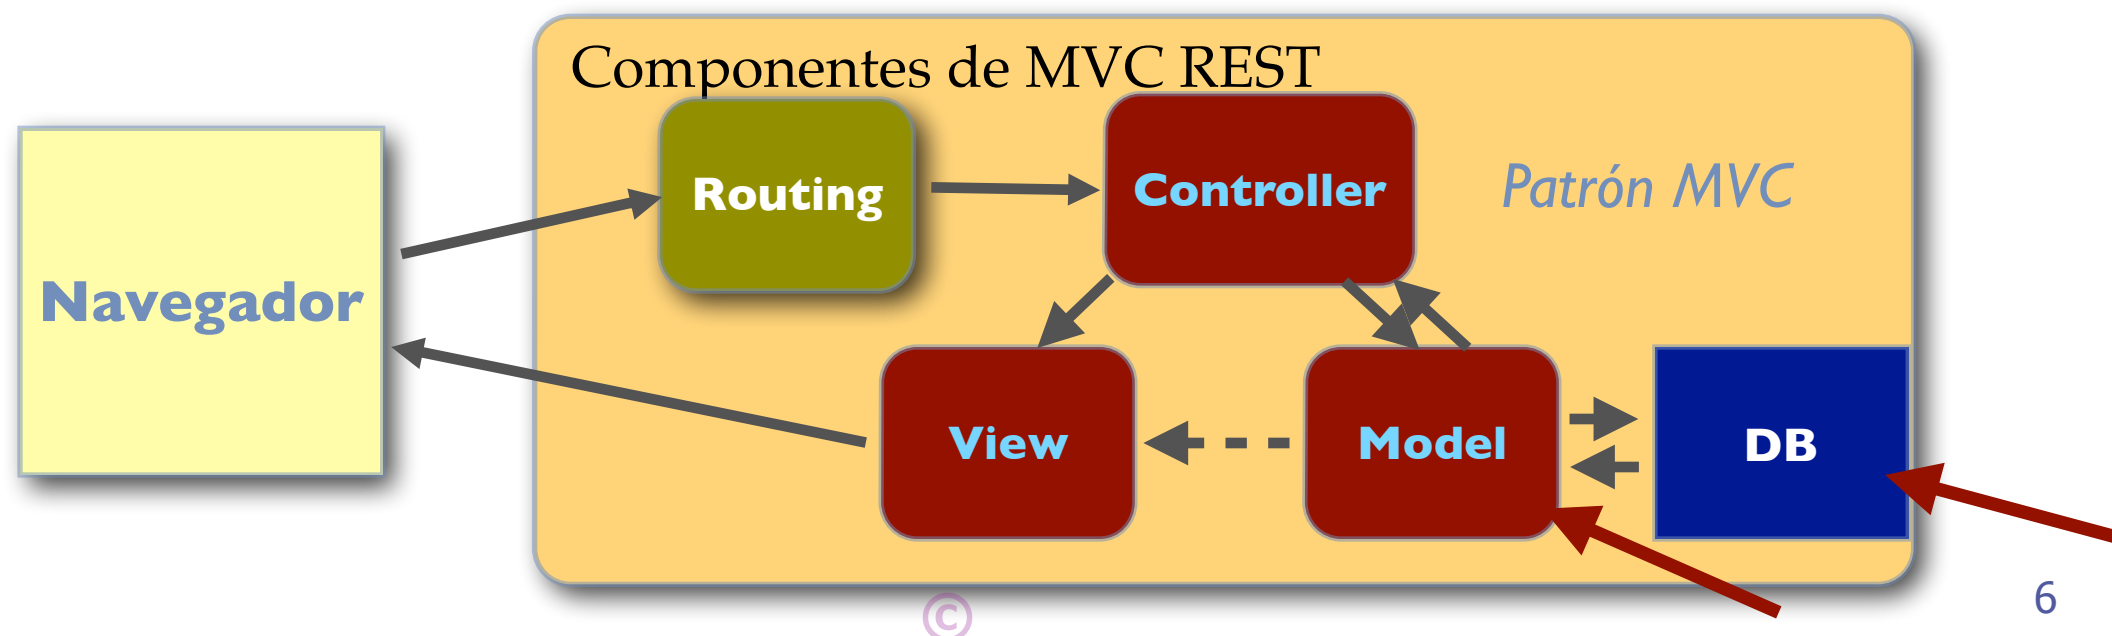 Componentes de MVC REST
Routing
Controller
Patrón MVC
Navegador
View
Model
DB
©
6